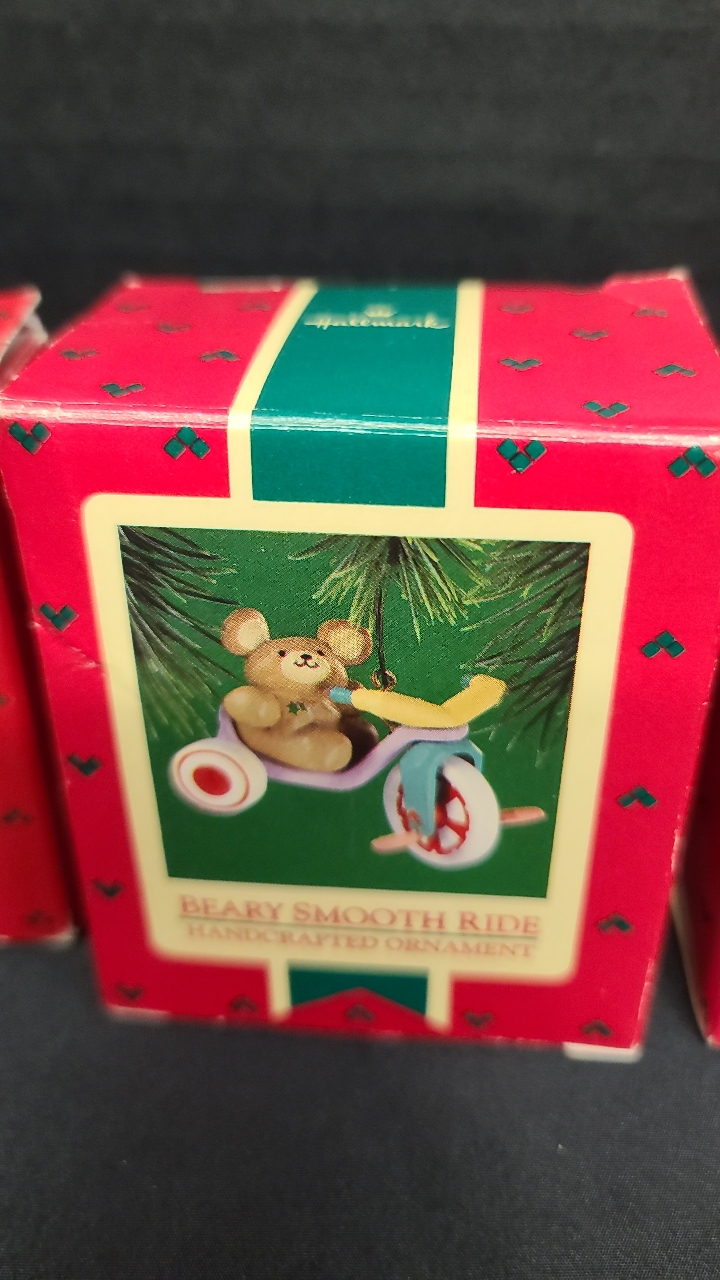 Hallmark
BEARY SMOOTH RIDE
HANDCRAFTED ORNAMENT